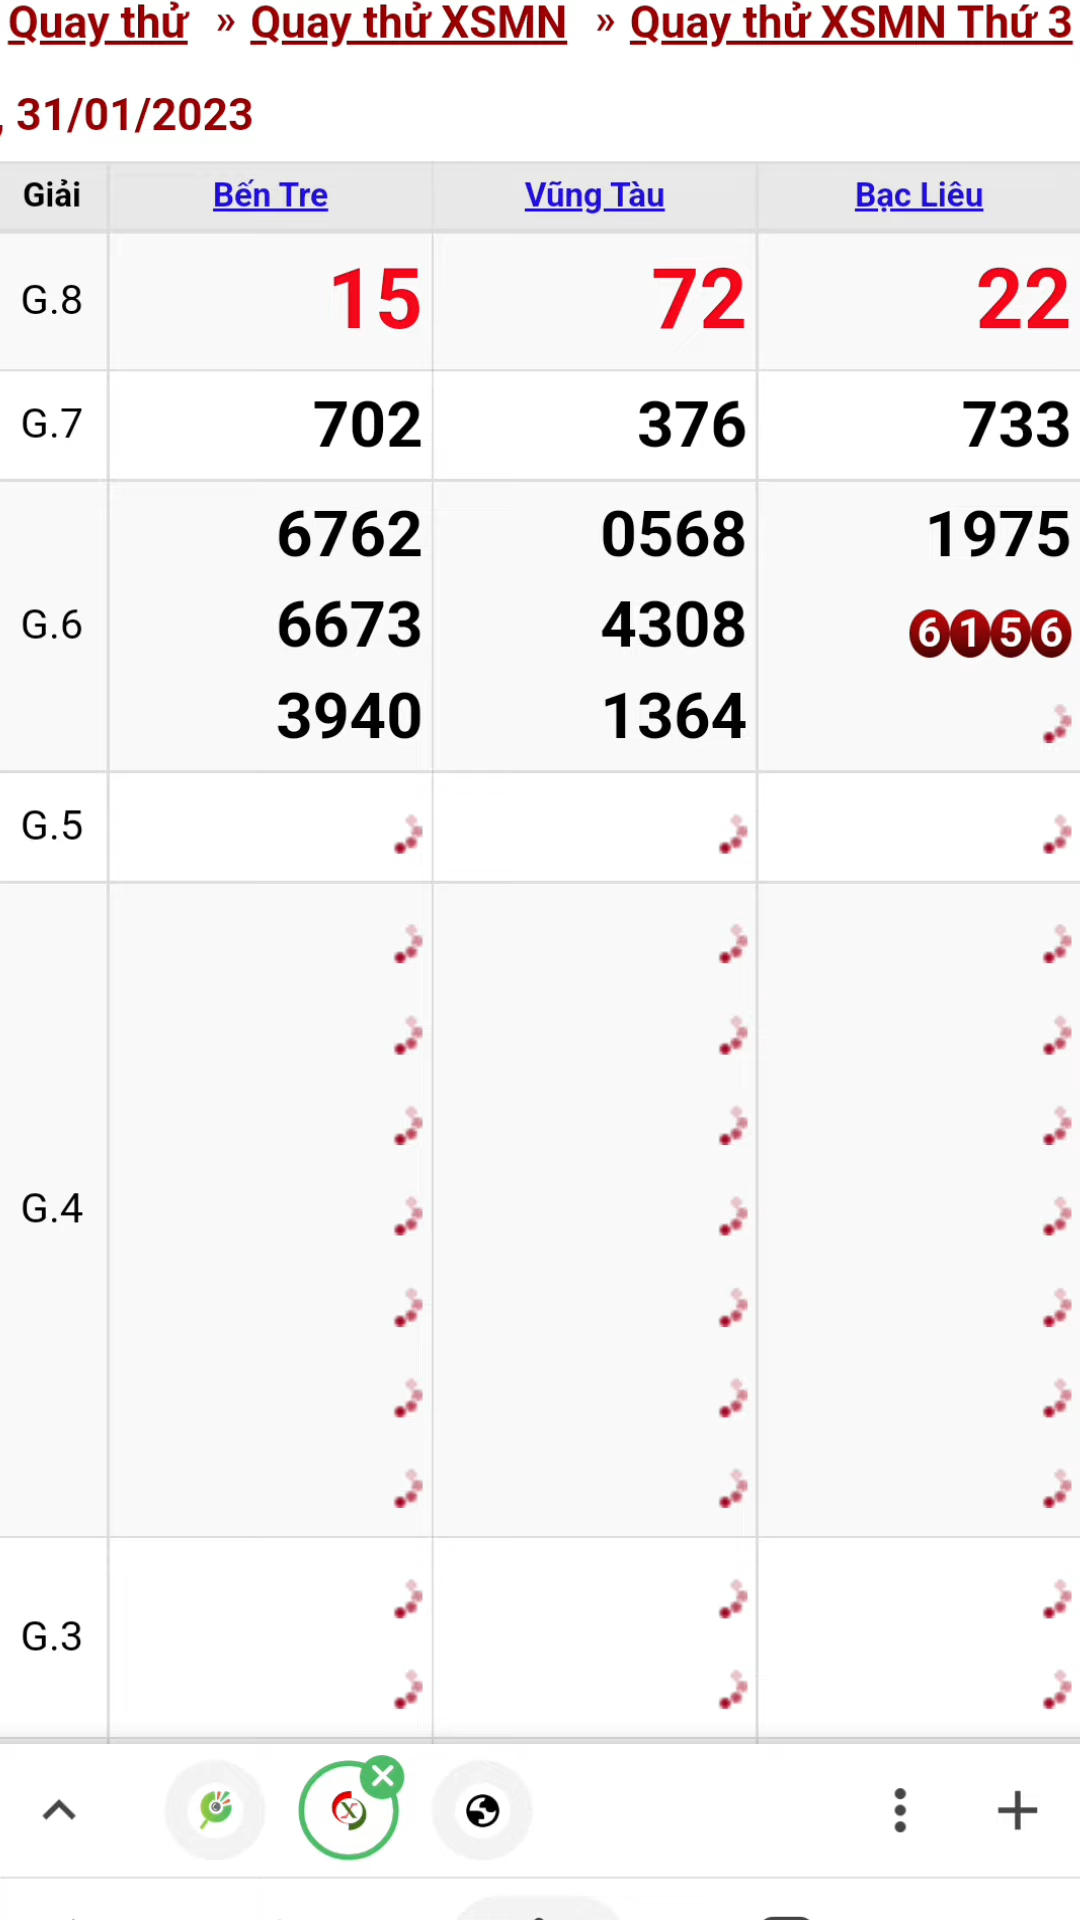 Quay thử » Quay thử XSMN » Quay thử XSMN Thứ 3
, 31/01/2023
Giải Bến Tre Vũng Tàu Bạc Liêu
G.8 15 72 22
G.7 702 376 733
6762 0568 1975
G.6 6673 4308 6156
3940 1364
G.5
G.4
G.3